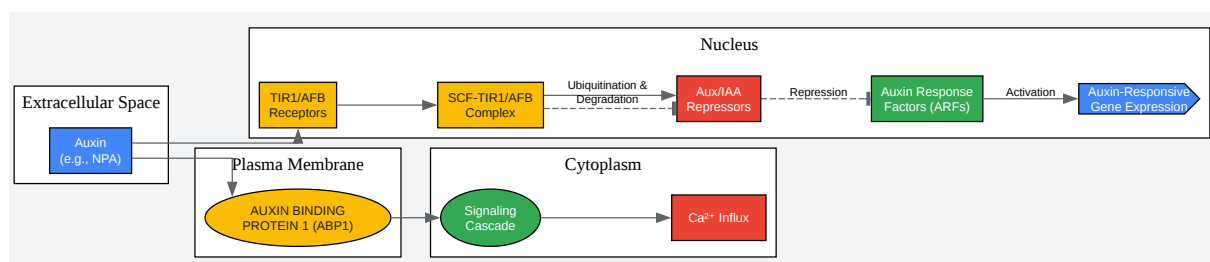 Nucleus
Extracellular Space
Auxin
(e.g., NPA)
TIR1/AFB
Receptors
SCF-TIR1/AFB
Complex
Ubiquitination &
Degradation
Aux/IAA
Repressors
Repression
Auxin Response
Factors (ARFs)
Activation
Auxin-Responsive
Gene Expression
Plasma Membrane
AUXIN BINDING
PROTEIN 1 (ABP1)
Cytoplasm
Signaling
Cascade
Ca²⁺ Influx